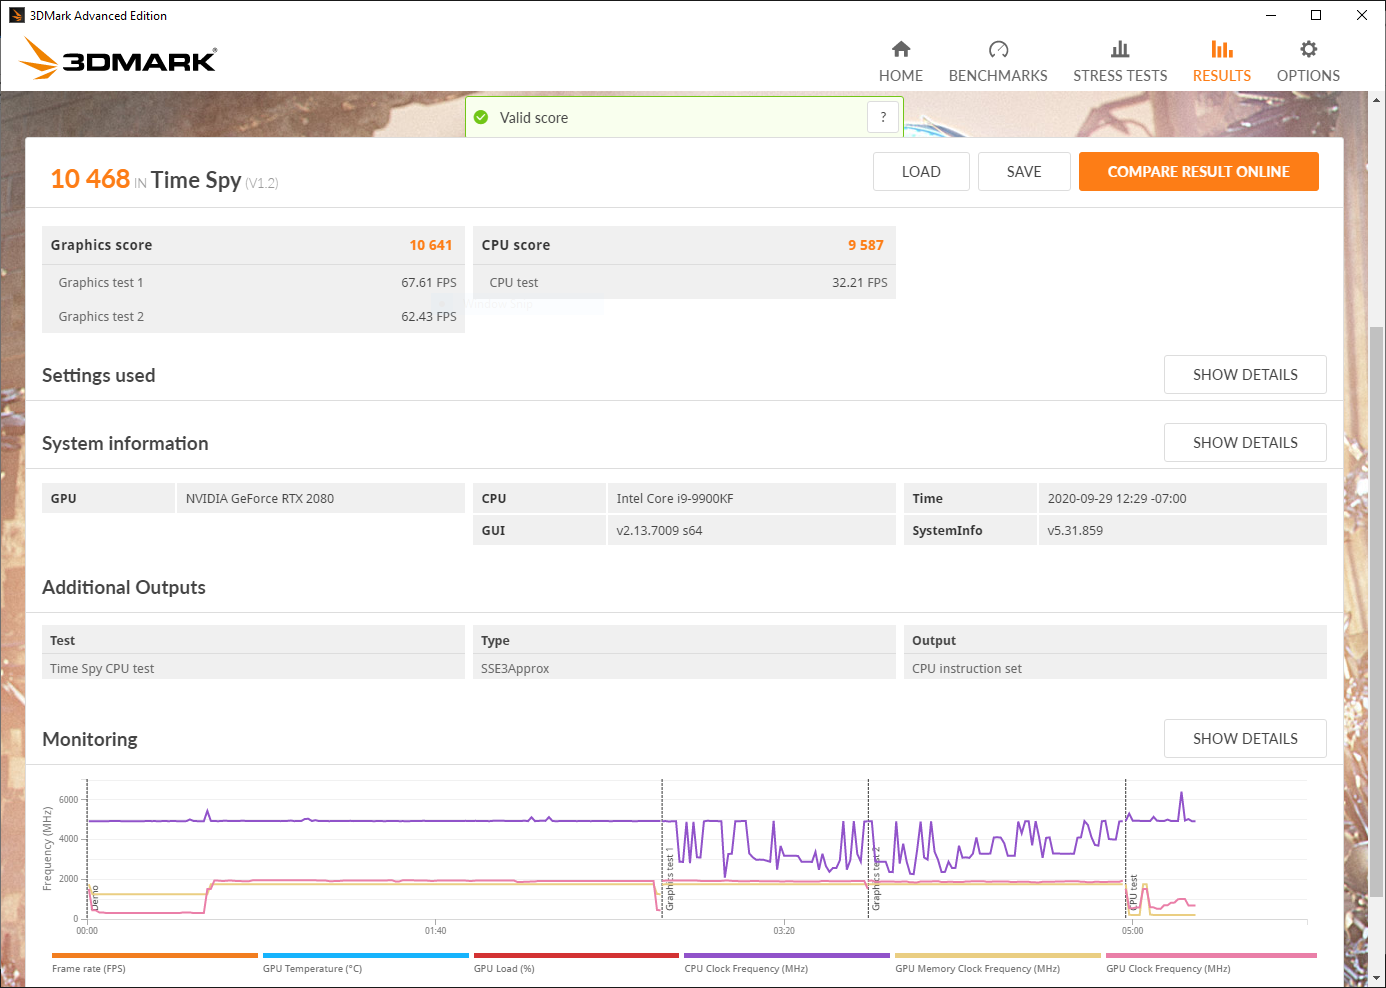 3DMark Advanced Edition
3DMARK®
HOME BENCHMARKS STRESS TESTS RESULTS OPTIONS
Valid score ?
10 468 IN Time Spy (V1.2) LOAD SAVE COMPARE RESULT ONLINE
Graphics score 10 641 CPU score 9 587
Graphics test 1 67.61 FPS CPU test 32.21 FPS
Graphics test 2 62.43 FPS
Settings used SHOW DETAILS
System information SHOW DETAILS
GPU NVIDIA GeForce RTX 2080 CPU Intel Core i9-9900KF Time 2020-09-29 12:29 -07:00
GUI v2.13.7009 s64 SystemInfo v5.31.859
Additional Outputs
Test Type Output
Time Spy CPU test SSE3Approx CPU instruction set
Monitoring SHOW DETAILS
Frequency (MHz)
6000
4000
2000
0
Demo
Graphics test 1
Graphics test 2
CPU test
00:00 01:40 03:20 05:00
Frame rate (FPS) GPU Temperature (°C) GPU Load (%) CPU Clock Frequency (MHz) GPU Memory Clock Frequency (MHz) GPU Clock Frequency (MHz)